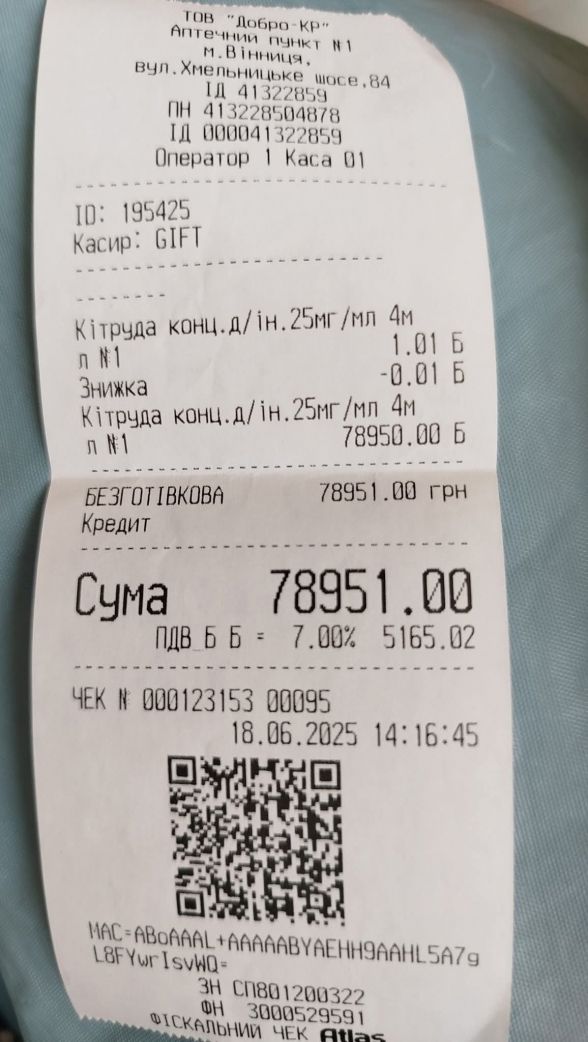 ТОВ "Добро-КР"
Аптечний пункт №1
м.Вінниця,
вул.Хмельницьке шосе,84
ІД 41322859
ПН 413228504878
ІД 000041322859
Оператор 1 Каса 01
ID: 195425
Касир: GIFT
Кітруда конц.д/ін.25мг/мл 4м
л №1 1.01 Б
Знижка -0.01 Б
Кітруда конц.д/ін.25мг/мл 4м
л №1 78950.00 Б
БЕЗГОТІВКОВА 78951.00 грн
Кредит
Сума 78951.00
ПДВ_Б Б = 7.00% 5165.02
ЧЕК № 000123153 00095
18.06.2025 14:16:45
MAC=ABoAAAL+AAAAABYAEHH9AAHL5A7g
L8FYwrIsvWQ=
ЗН СП801200322
ФН 3000529591
ФІСКАЛЬНИЙ ЧЕК Atlas